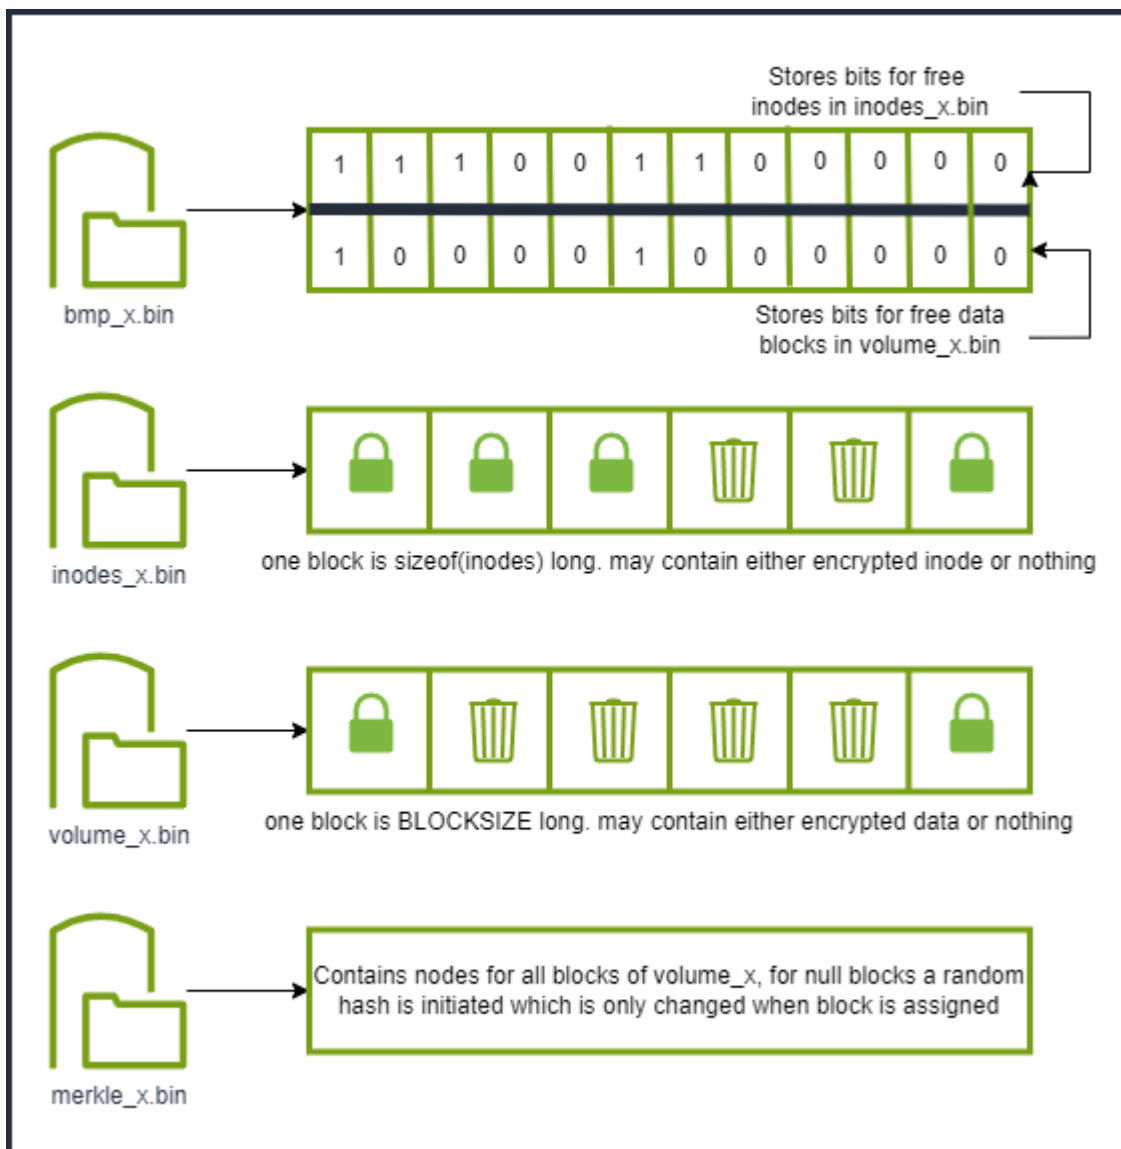 Stores bits for free
inodes in inodes_x.bin
1 1 1 0 0 1 1 0 0 0 0 0
1 0 0 0 0 1 0 0 0 0 0 0
bmp_x.bin
Stores bits for free data
blocks in volume_x.bin
one block is sizeof(inodes) long. may contain either encrypted inode or nothing
inodes_x.bin
one block is BLOCKSIZE long. may contain either encrypted data or nothing
volume_x.bin
Contains nodes for all blocks of volume_x, for null blocks a random
hash is initiated which is only changed when block is assigned
merkle_x.bin